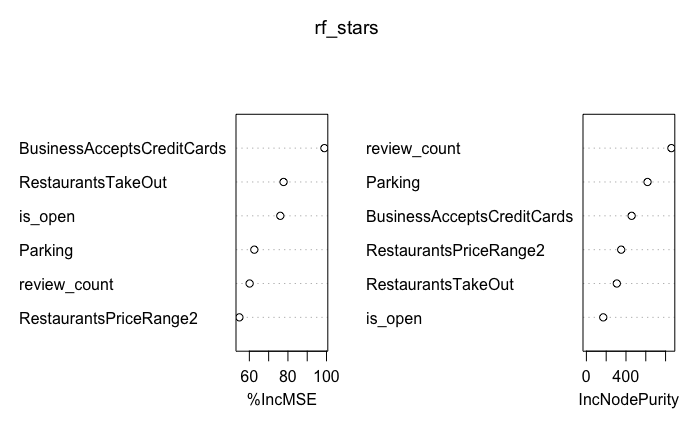 rf_stars
BusinessAcceptsCreditCards
RestaurantsTakeOut
is_open
Parking
review_count
RestaurantsPriceRange2
60 80 100
%IncMSE
review_count
Parking
BusinessAcceptsCreditCards
RestaurantsPriceRange2
RestaurantsTakeOut
is_open
0 400
IncNodePurity